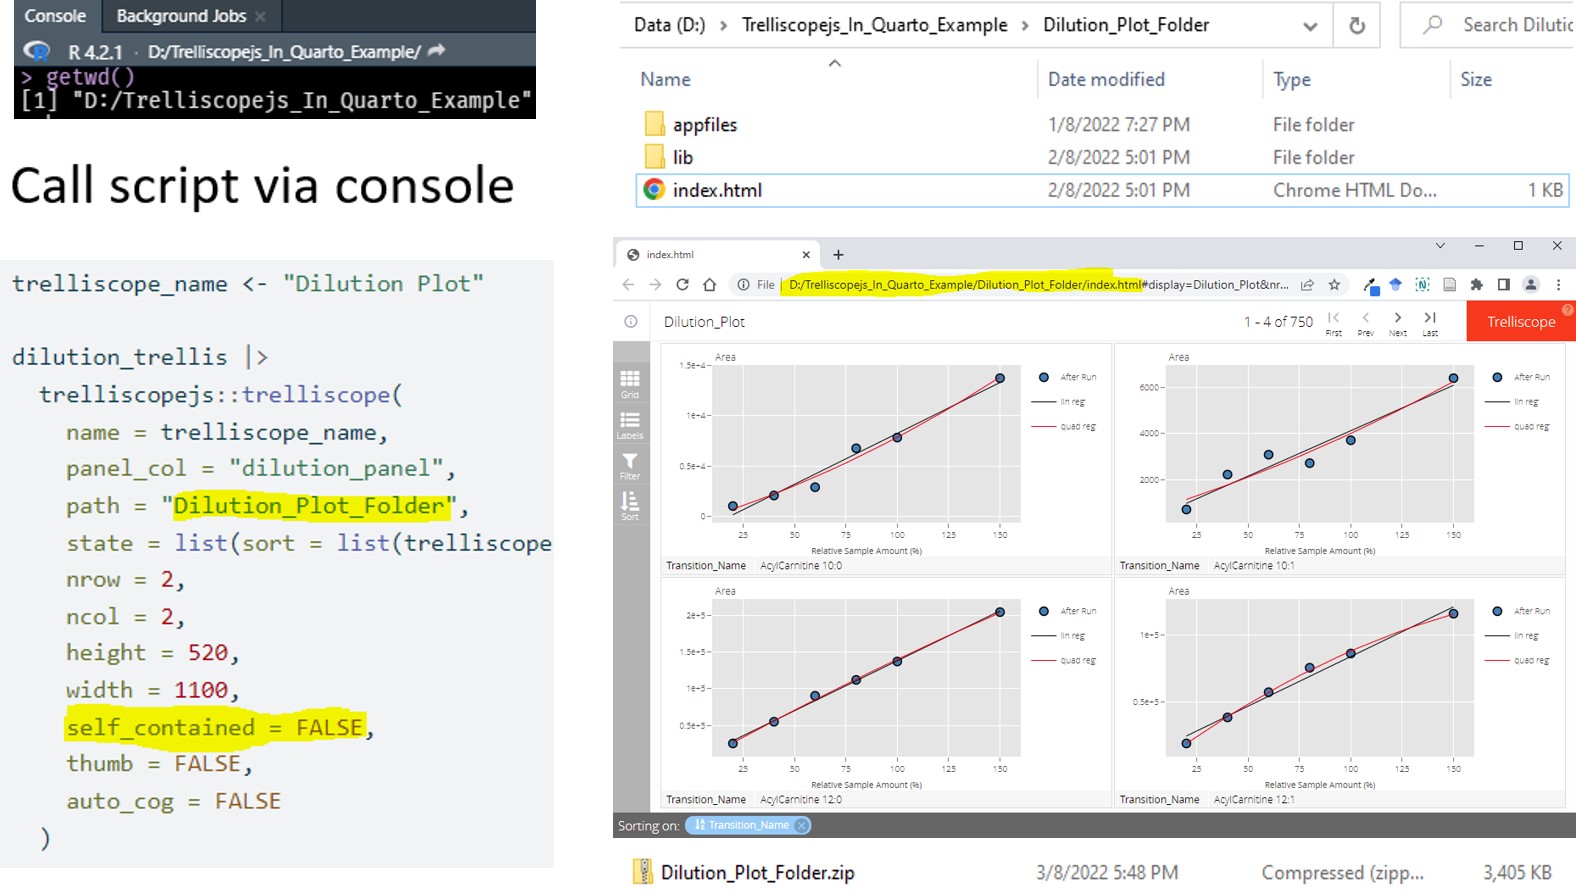 Console Background Jobs ×
R 4.2.1 · D:/Trelliscopejs_In_Quarto_Example/
> getwd()
[1] "D:/Trelliscopejs_In_Quarto_Example"
Call script via console
trelliscope_name <- "Dilution Plot"
dilution_trellis |>
trelliscopejs::trelliscope(
name = trelliscope_name,
panel_col = "dilution_panel",
path = "Dilution_Plot_Folder",
state = list(sort = list(trelliscope
nrow = 2,
ncol = 2,
height = 520,
width = 1100,
self_contained = FALSE,
thumb = FALSE,
auto_cog = FALSE
)
Data (D:) > Trelliscopejs_In_Quarto_Example > Dilution_Plot_Folder Search Dilutic
Name Date modified Type Size
appfiles 1/8/2022 7:27 PM File folder
lib 2/8/2022 5:01 PM File folder
index.html 2/8/2022 5:01 PM Chrome HTML Do... 1 KB
index.html
File D:/Trelliscopejs_In_Quarto_Example/Dilution_Plot_Folder/index.html#display=Dilution_Plot&nr...
Dilution_Plot 1 - 4 of 750 First Prev Next Last Trelliscope ?
Grid
Labels
Filter
Sort
Area
1.5e+4
1e+4
0.5e+4
0
25 50 75 100 125 150
Relative Sample Amount (%)
After Run
lin reg
quad reg
Transition_Name AcylCarnitine 10:0
Area
6000
4000
2000
25 50 75 100 125 150
Relative Sample Amount (%)
After Run
lin reg
quad reg
Transition_Name AcylCarnitine 10:1
Area
2e+5
1.5e+5
1e+5
0.5e+5
25 50 75 100 125 150
Relative Sample Amount (%)
After Run
lin reg
quad reg
Transition_Name AcylCarnitine 12:0
Area
1e+5
0.5e+5
25 50 75 100 125 150
Relative Sample Amount (%)
After Run
lin reg
quad reg
Transition_Name AcylCarnitine 12:1
Sorting on: Transition_Name
Dilution_Plot_Folder.zip 3/8/2022 5:48 PM Compressed (zipp... 3,405 KB